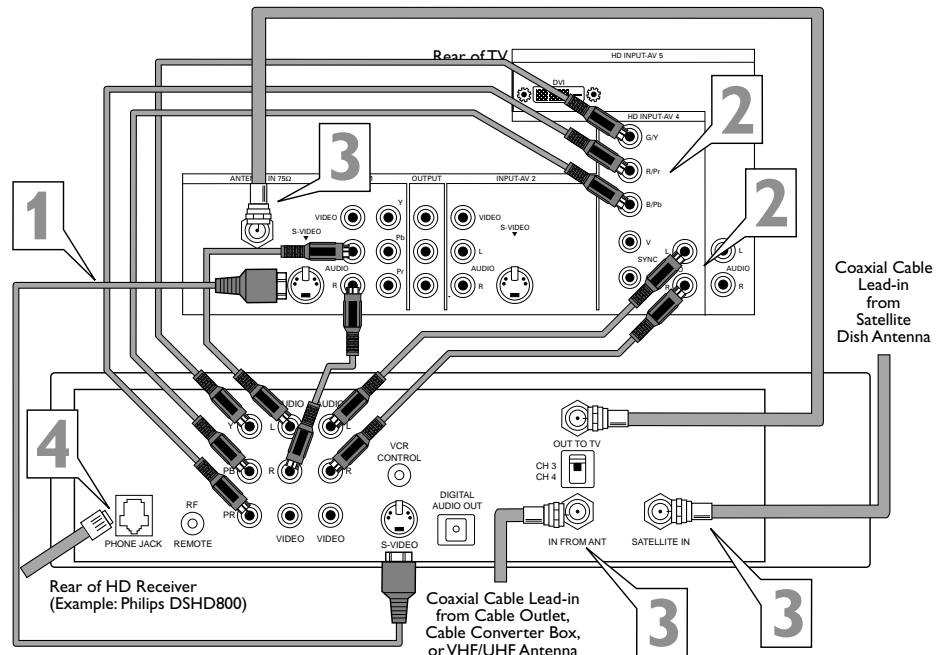 Rear of TV
HD INPUT-AV 5
DVI
HD INPUT-AV 4
G/Y
2
R/Pr
B/Pb
3
ANTENNA IN 75Ω
OUTPUT
INPUT-AV 2
1
VIDEO
Y
VIDEO
S-VIDEO
Pb
L
S-VIDEO
V
SYNC
L
L
2
AUDIO
R
Pr
AUDIO
R
R
AUDIO
R
Coaxial Cable
Lead-in
from
Satellite
Dish Antenna
4
AUDIO
Y
L
L
PB
R
R
PR
VCR
CONTROL
OUT TO TV
CH 3
CH 4
RF
REMOTE
PHONE JACK
VIDEO
VIDEO
S-VIDEO
DIGITAL
AUDIO OUT
IN FROM ANT
SATELLITE IN
Rear of HD Receiver
(Example: Philips DSHD800)
Coaxial Cable Lead-in
from Cable Outlet,
Cable Converter Box,
or VHF/UHF Antenna
3
3